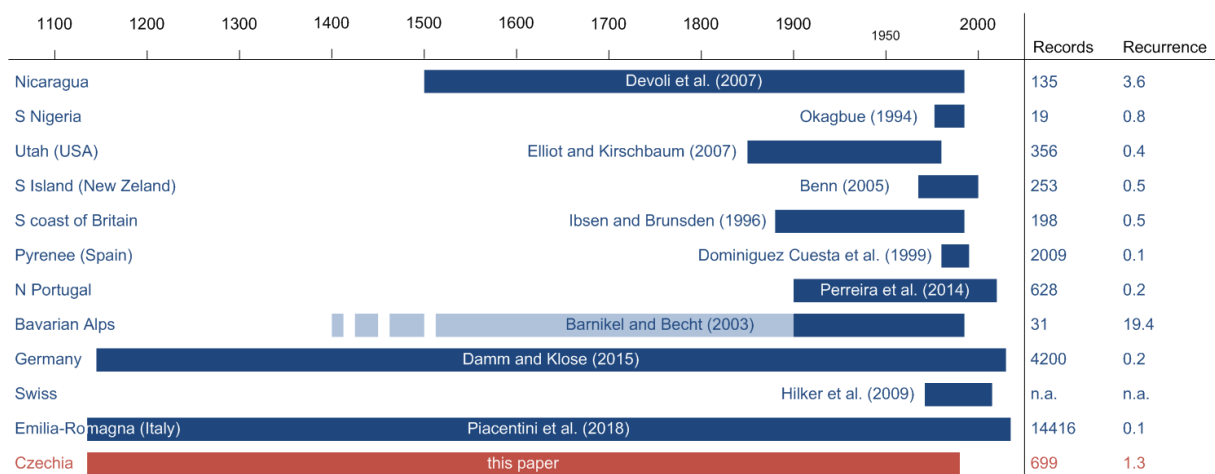 1100 1200 1300 1400 1500 1600 1700 1800 1900 1950 2000
Records Recurrence
Nicaragua Devoli et al. (2007) 135 3.6
S Nigeria Okagbue (1994) 19 0.8
Utah (USA) Elliot and Kirschbaum (2007) 356 0.4
S Island (New Zeland) Benn (2005) 253 0.5
S coast of Britain Ibsen and Brunsden (1996) 198 0.5
Pyrenee (Spain) Dominiguez Cuesta et al. (1999) 2009 0.1
N Portugal Perreira et al. (2014) 628 0.2
Bavarian Alps Barnikel and Becht (2003) 31 19.4
Germany Damm and Klose (2015) 4200 0.2
Swiss Hilker et al. (2009) n.a. n.a.
Emilia-Romagna (Italy) Piacentini et al. (2018) 14416 0.1
Czechia this paper 699 1.3